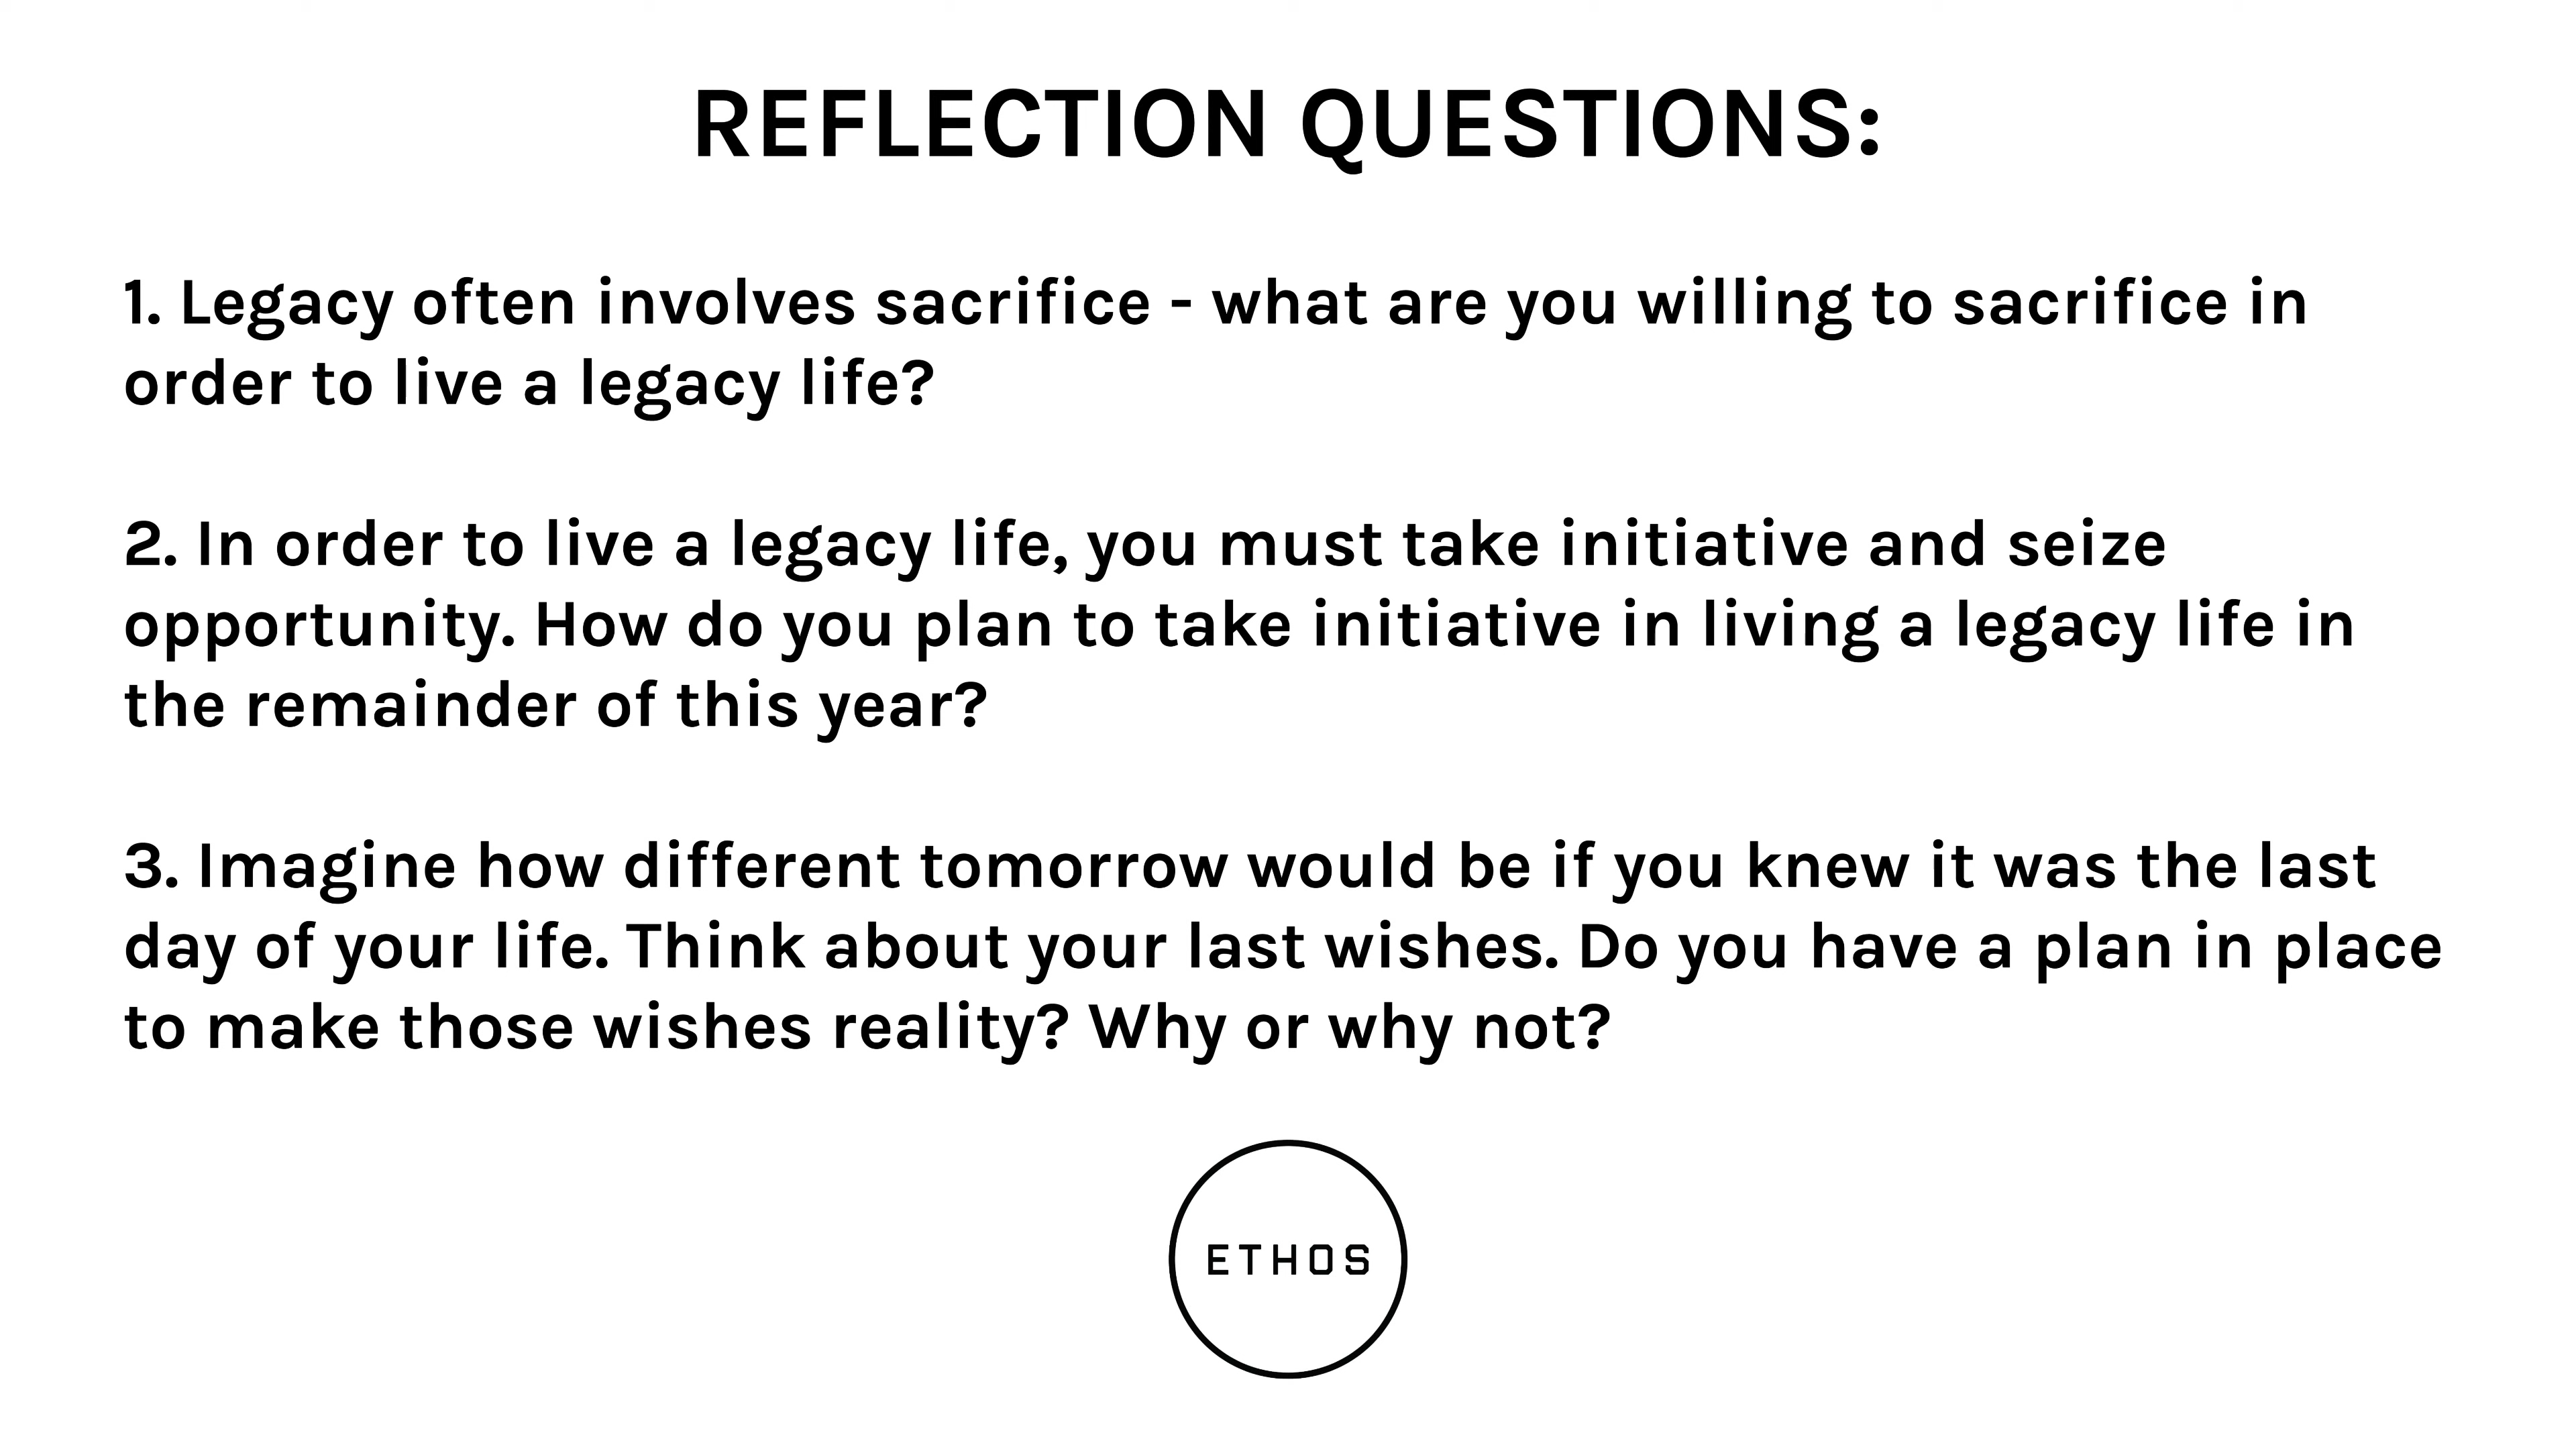 REFLECTION QUESTIONS:
1. Legacy often involves sacrifice - what are you willing to sacrifice in
order to live a legacy life?
2. In order to live a legacy life, you must take initiative and seize
opportunity. How do you plan to take initiative in living a legacy life in
the remainder of this year?
3. Imagine how different tomorrow would be if you knew it was the last
day of your life. Think about your last wishes. Do you have a plan in place
to make those wishes reality? Why or why not?
ETHOS